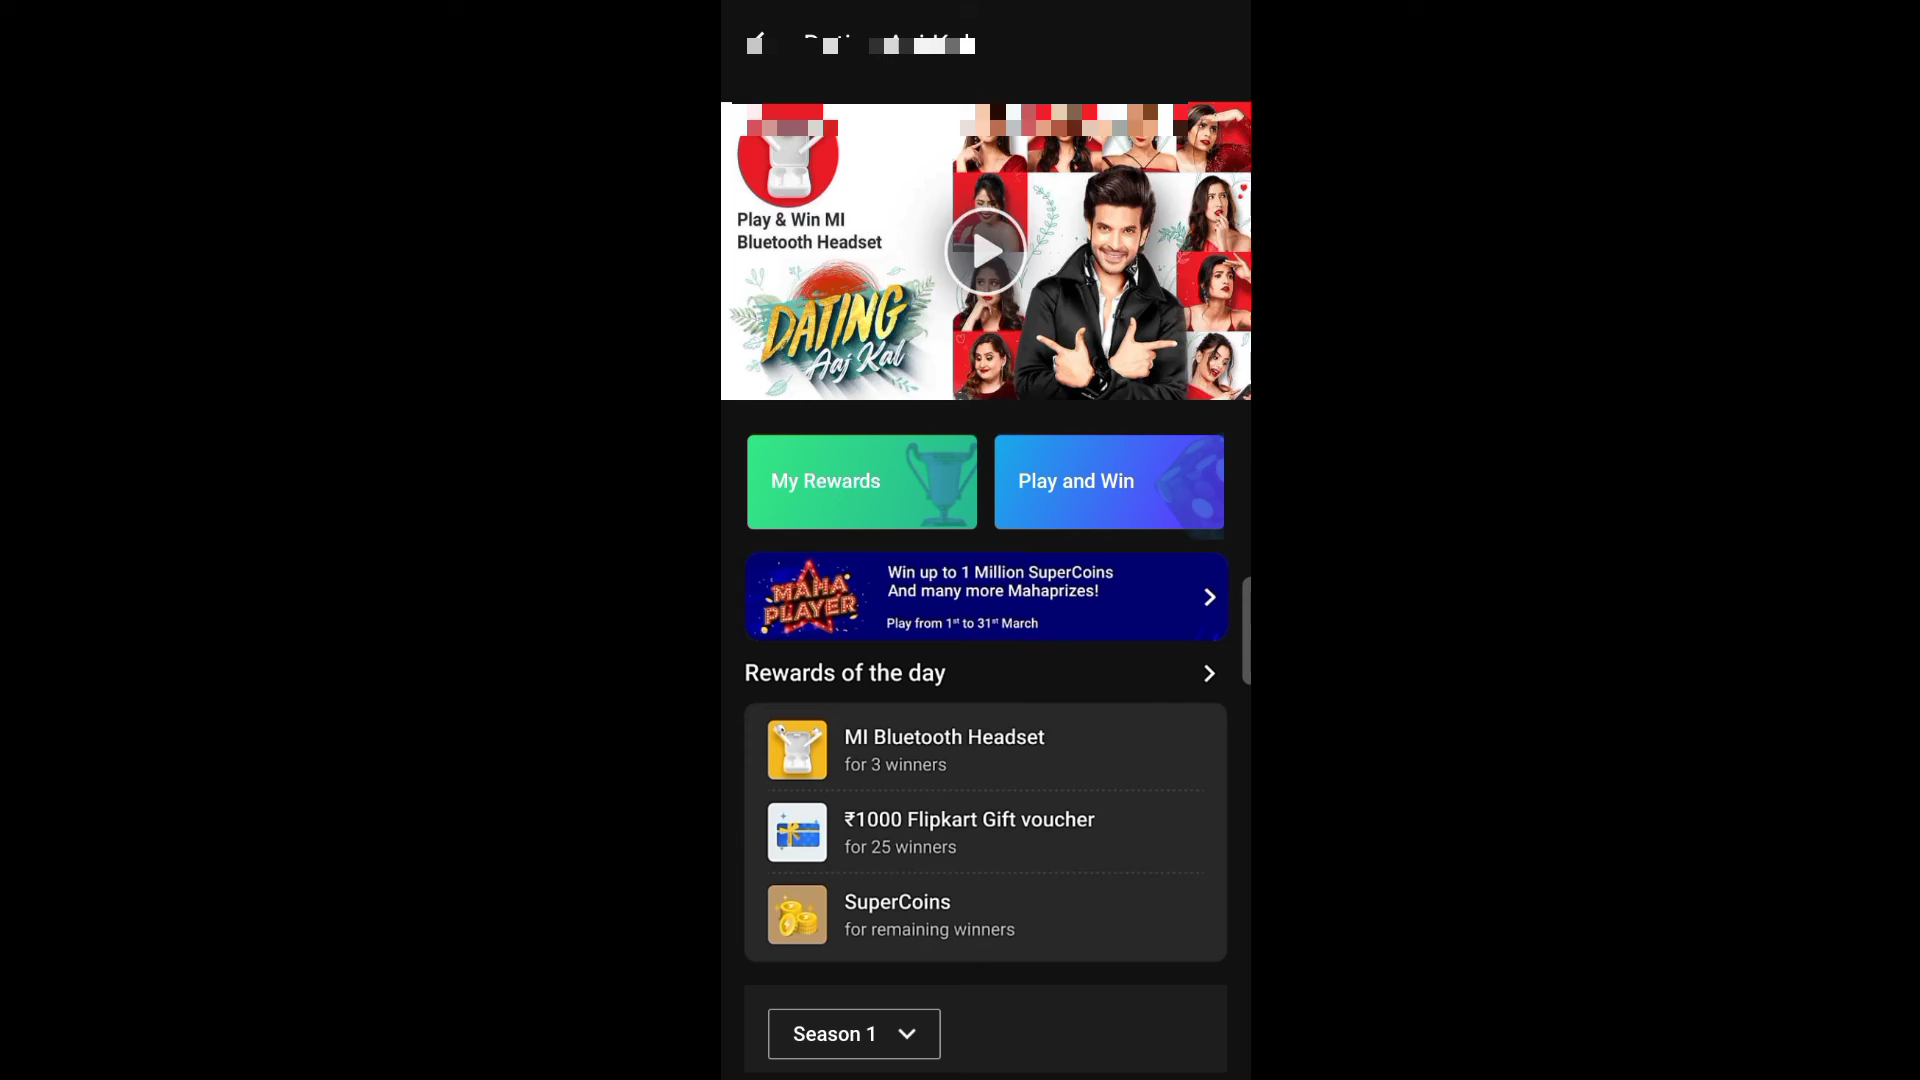 Play & Win MI
Bluetooth Headset
DATING
Aaj Kal
My Rewards
Play and Win
MAHA
PLAYER
Win up to 1 Million SuperCoins
And many more Mahaprizes!
Play from 1st to 31st March
Rewards of the day
MI Bluetooth Headset
for 3 winners
₹1000 Flipkart Gift voucher
for 25 winners
SuperCoins
for remaining winners
Season 1